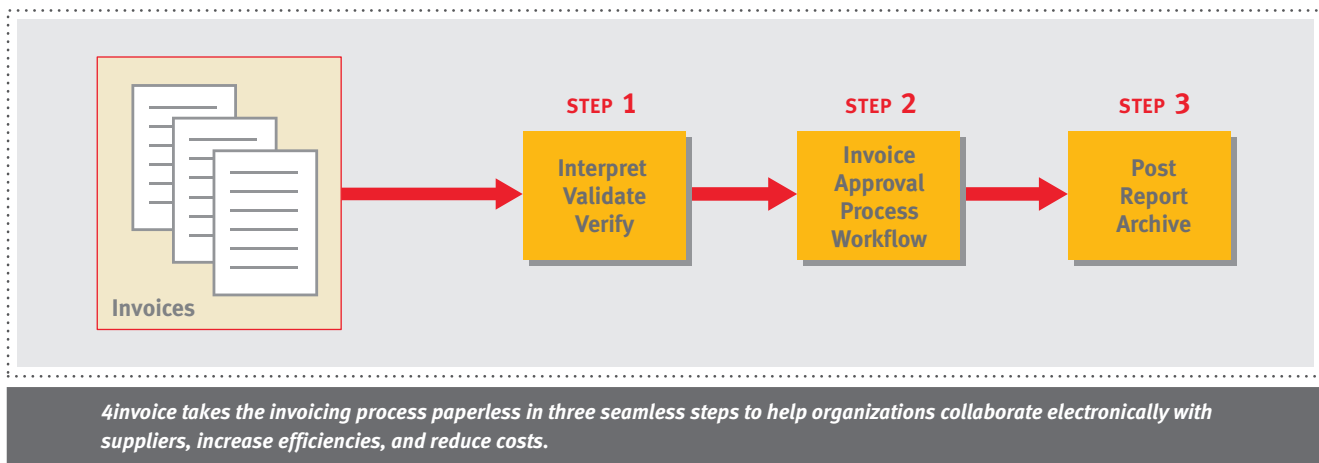 Invoices
STEP 1
Interpret
Validate
Verify
STEP 2
Invoice
Approval
Process
Workflow
STEP 3
Post
Report
Archive
4invoice takes the invoicing process paperless in three seamless steps to help organizations collaborate electronically with
suppliers, increase efficiencies, and reduce costs.